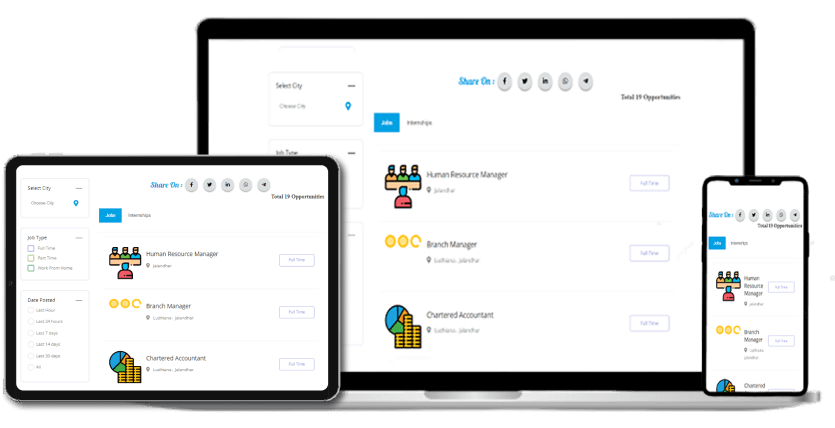 Share On :
Total 19 Opportunities
Select City
Choose City
Jobs
Internships
Job Type
Human Resource Manager
Jalandhar
Full Time
Branch Manager
Ludhiana - Jalandhar
Full Time
Chartered Accountant
Ludhiana - Jalandhar
Full Time
Share On :
Total 19 Opportunities
Select City
Choose City
Jobs
Internships
Job Type
Full Time
Part Time
Work From Home
Date Posted
Last Hour
Last 24 hours
Last 7 days
Last 14 days
Last 30 days
All
Human Resource Manager
Jalandhar
Full Time
Branch Manager
Ludhiana - Jalandhar
Full Time
Chartered Accountant
Ludhiana - Jalandhar
Full Time
Share On :
Total 19 Opportunities
Jobs
Internships
Human
Resource
Manager
Jalandhar
Full Time
Branch
Manager
Ludhiana
Jalandhar
Full Time
Chartered